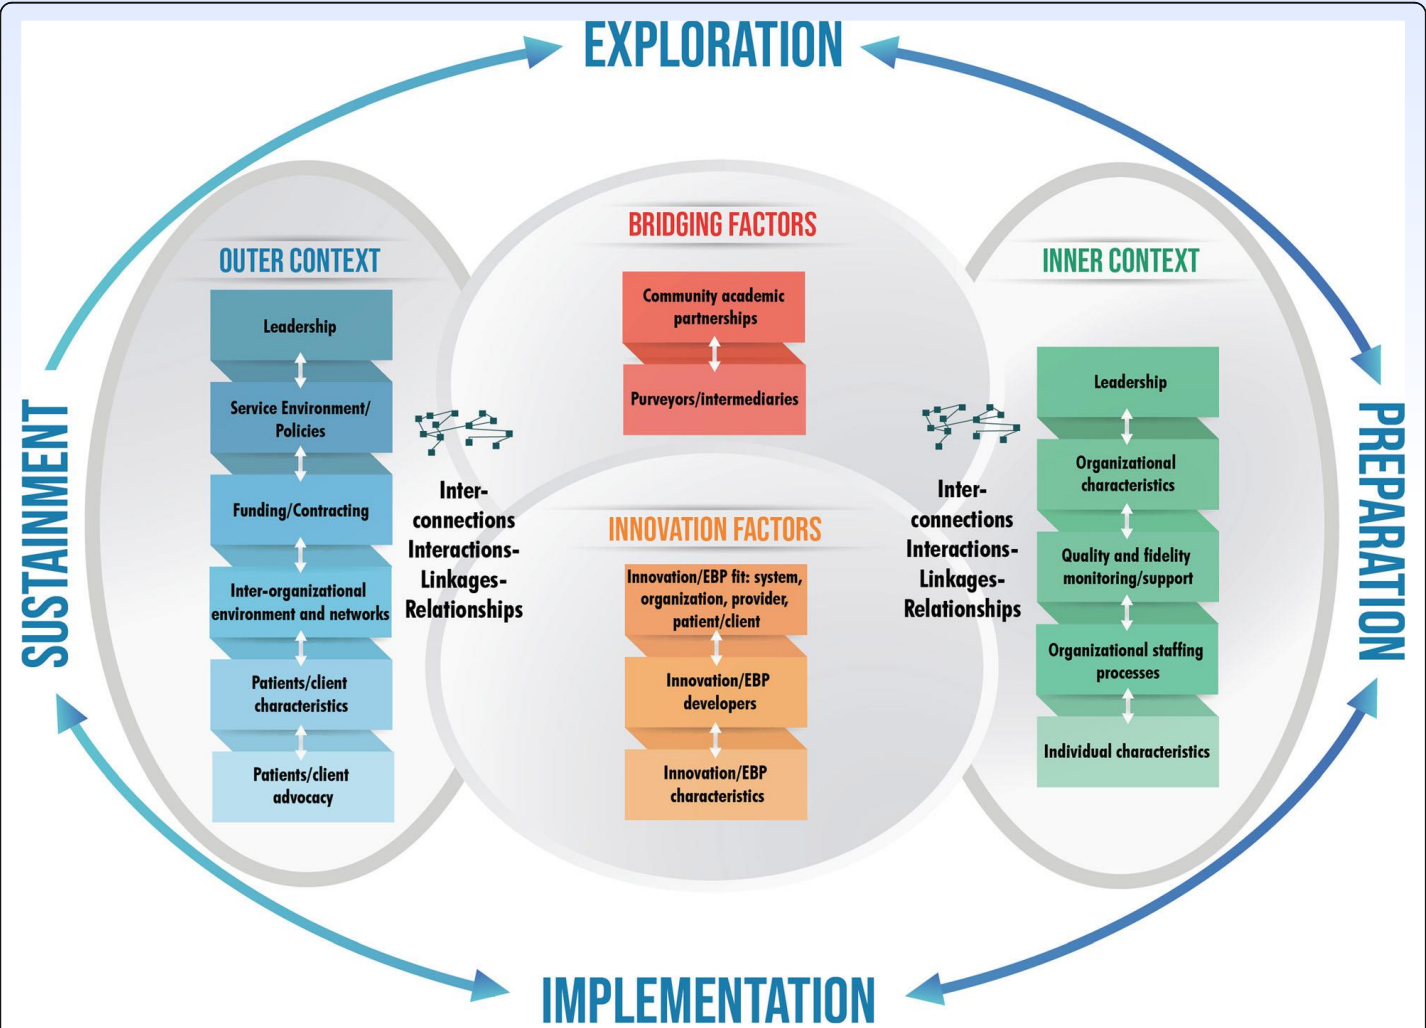 EXPLORATION
BRIDGING FACTORS
Community academic
partnerships
Purveyors/intermediaries
OUTER CONTEXT
Leadership
Service Environment/
Policies
Funding/Contracting
Inter-organizational
environment and networks
Patients/client
characteristics
Patients/client
advocacy
Inter-
connections
Interactions-
Linkages-
Relationships
INNOVATION FACTORS
Innovation/EBP fit: system,
organization, provider,
patient/client
Innovation/EBP
developers
Innovation/EBP
characteristics
Inter-
connections
Interactions-
Linkages-
Relationships
INNER CONTEXT
Leadership
Organizational
characteristics
Quality and fidelity
monitoring/support
Organizational staffing
processes
Individual characteristics
SUSTAINMENT
PREPARATION
IMPLEMENTATION